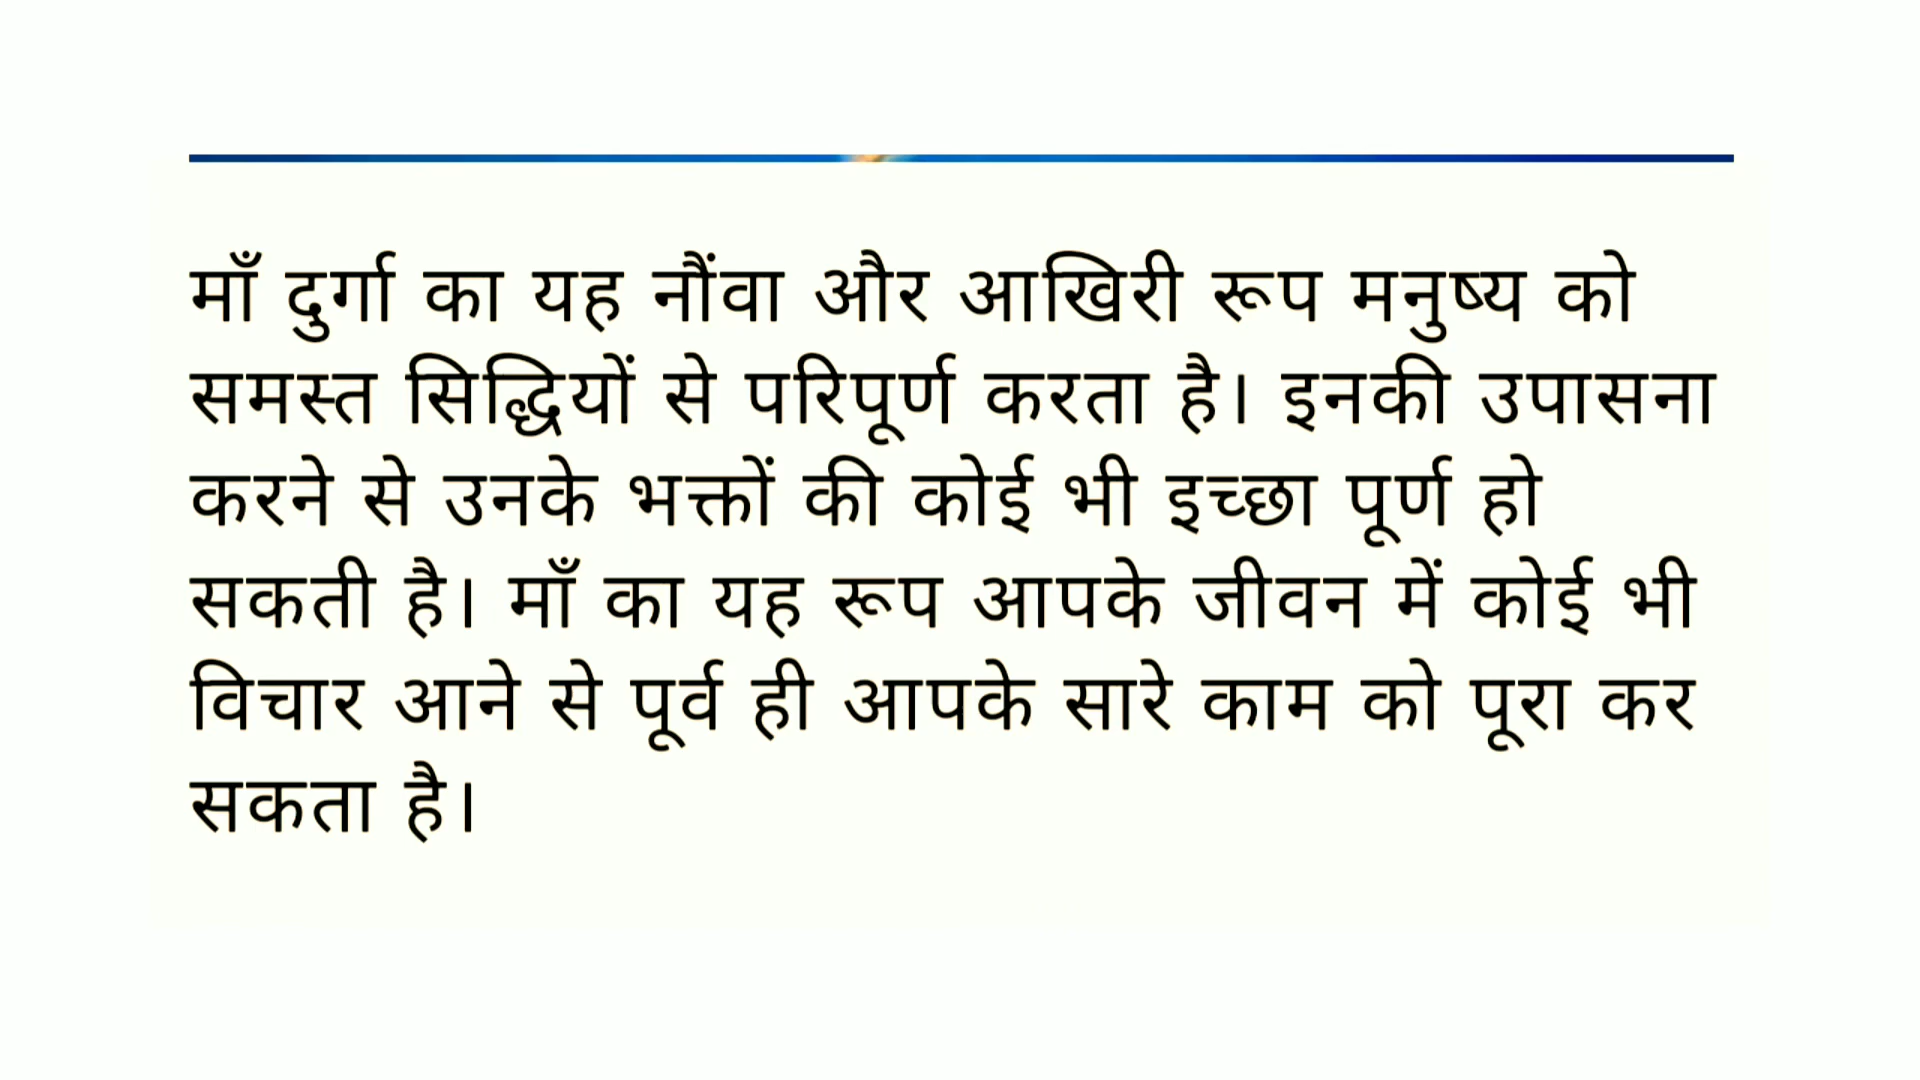 माँ दुर्गा का यह नौंवा और आखिरी रूप मनुष्य को
समस्त सिद्धियों से परिपूर्ण करता है। इनकी उपासना
करने से उनके भक्तों की कोई भी इच्छा पूर्ण हो
सकती है। माँ का यह रूप आपके जीवन में कोई भी
विचार आने से पूर्व ही आपके सारे काम को पूरा कर
सकता है।